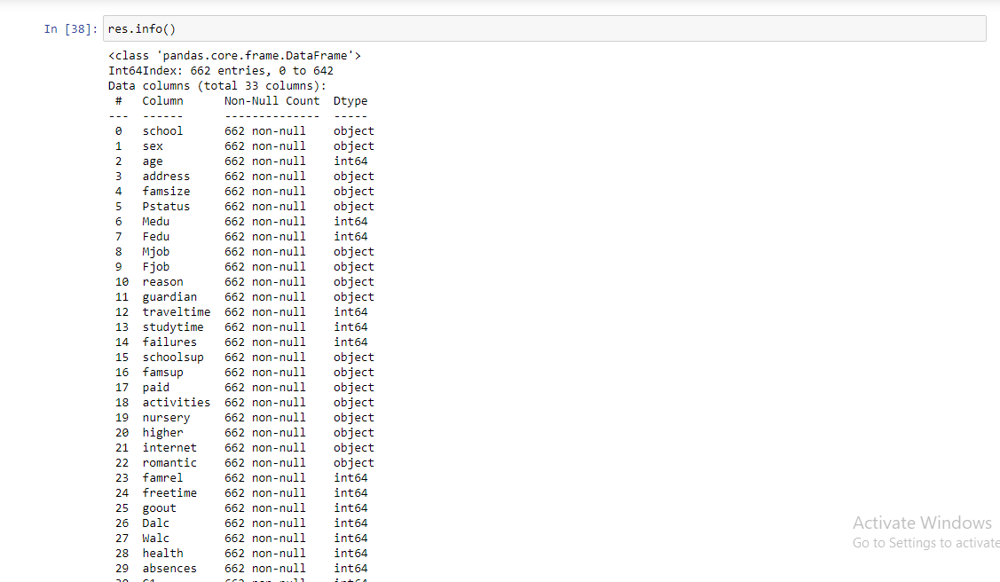 In [38]: res.info()
<class 'pandas.core.frame.DataFrame'>
Int64Index: 662 entries, 0 to 642
Data columns (total 33 columns):
 #   Column      Non-Null Count  Dtype
---  ------      --------------  -----
 0   school      662 non-null    object
 1   sex         662 non-null    object
 2   age         662 non-null    int64
 3   address     662 non-null    object
 4   famsize     662 non-null    object
 5   Pstatus     662 non-null    object
 6   Medu        662 non-null    int64
 7   Fedu        662 non-null    int64
 8   Mjob        662 non-null    object
 9   Fjob        662 non-null    object
 10  reason      662 non-null    object
 11  guardian    662 non-null    object
 12  traveltime  662 non-null    int64
 13  studytime   662 non-null    int64
 14  failures    662 non-null    int64
 15  schoolsup   662 non-null    object
 16  famsup      662 non-null    object
 17  paid        662 non-null    object
 18  activities  662 non-null    object
 19  nursery     662 non-null    object
 20  higher      662 non-null    object
 21  internet    662 non-null    object
 22  romantic    662 non-null    object
 23  famrel      662 non-null    int64
 24  freetime    662 non-null    int64
 25  goout       662 non-null    int64
 26  Dalc        662 non-null    int64
 27  Walc        662 non-null    int64
 28  health      662 non-null    int64
 29  absences    662 non-null    int64
Activate Windows
Go to Settings to activate